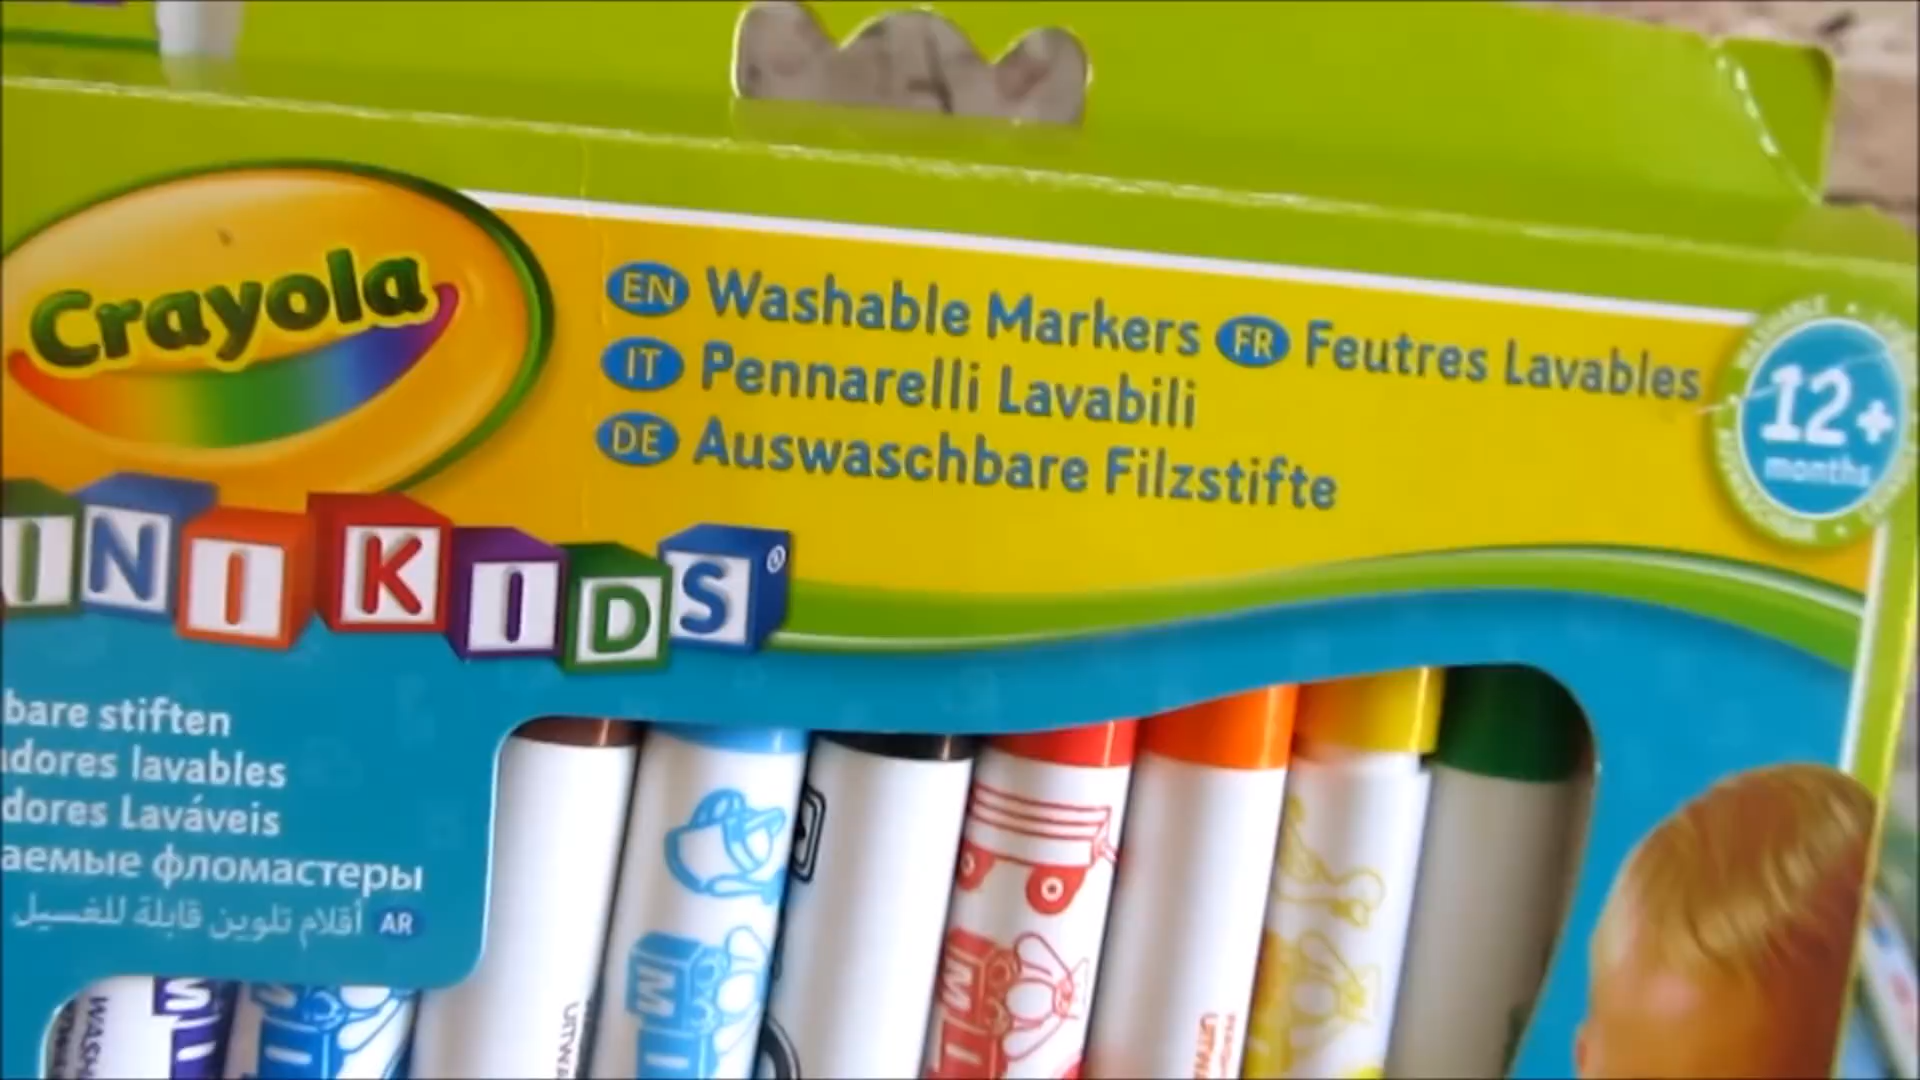 Crayola
EN Washable Markers FR Feutres Lavables
IT Pennarelli Lavabili
DE Auswaschbare Filzstifte
12+
months
INI KIDS
bare stiften
dores lavables
dores Laváveis
аемые фломастеры
أقلام تلوين قابلة للغسيل AR